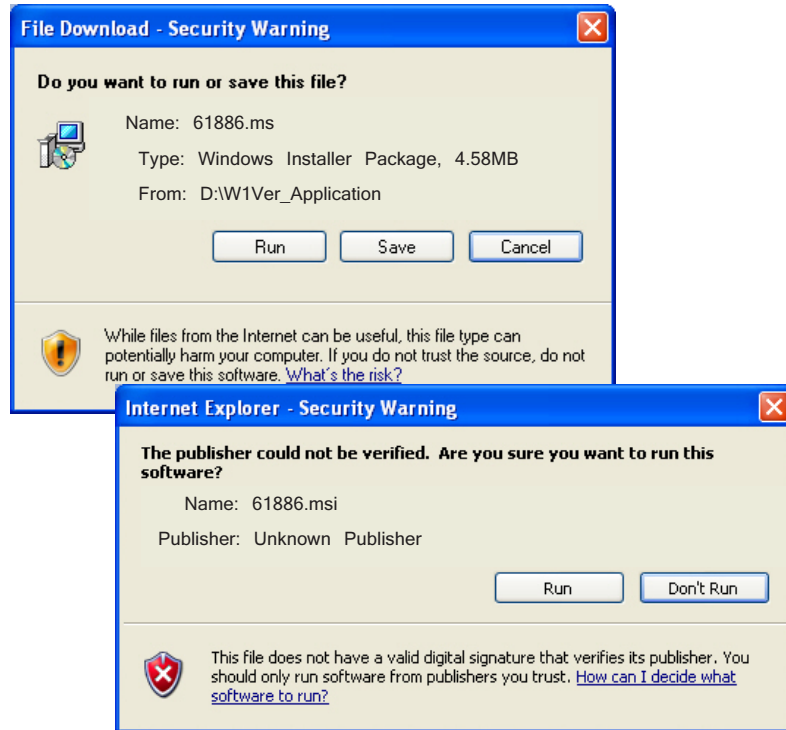 File Download - Security Warning
Do you want to run or save this file?
Name: 61886.ms
Type: Windows Installer Package, 4.58MB
From: D:\W1Ver_Application
Run Save Cancel
While files from the Internet can be useful, this file type can
potentially harm your computer. If you do not trust the source, do not
run or save this software. What's the risk?
Internet Explorer - Security Warning
The publisher could not be verified. Are you sure you want to run this
software?
Name: 61886.msi
Publisher: Unknown Publisher
Run Don't Run
This file does not have a valid digital signature that verifies its publisher. You
should only run software from publishers you trust. How can I decide what
software to run?